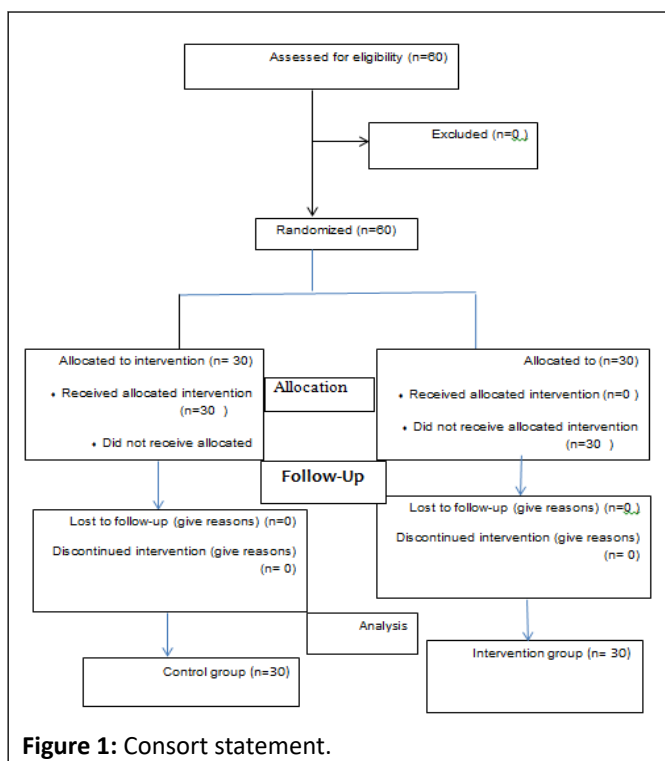 Assessed for eligibility (n=60)
Excluded (n=0 )
Randomized (n=60)
Allocated to intervention (n= 30)
♦ Received allocated intervention
(n=30 )
♦ Did not receive allocated
Allocation
Allocated to (n=30)
♦ Received allocated intervention (n=0 )
♦ Did not receive allocated intervention
(n=30 )
Follow-Up
Lost to follow-up (give reasons) (n=0)
Discontinued intervention (give reasons)
(n= 0)
Lost to follow-up (give reasons) (n=0 )
Discontinued intervention (give reasons)
(n= 0)
Analysis
Control group (n=30)
Intervention group (n= 30)
Figure 1: Consort statement.